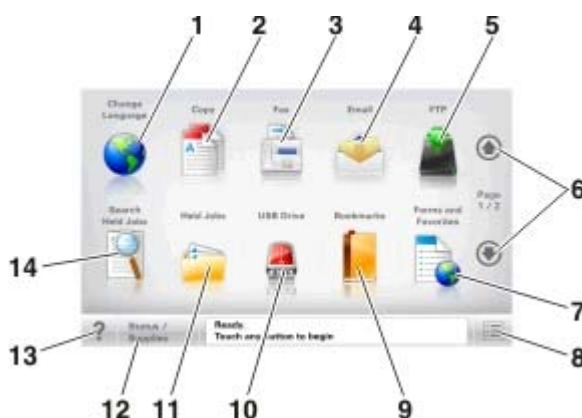 1 2 3 4 5
Change Language
Copy
Fax
Email
FTP
6
Page
1 / 2
Search Held Jobs
Held Jobs
USB Drive
Bookmarks
Forms and Favorites
14
7
?
Status / Supplies
Ready.
Touch any button to begin
13
8
12 11 10 9